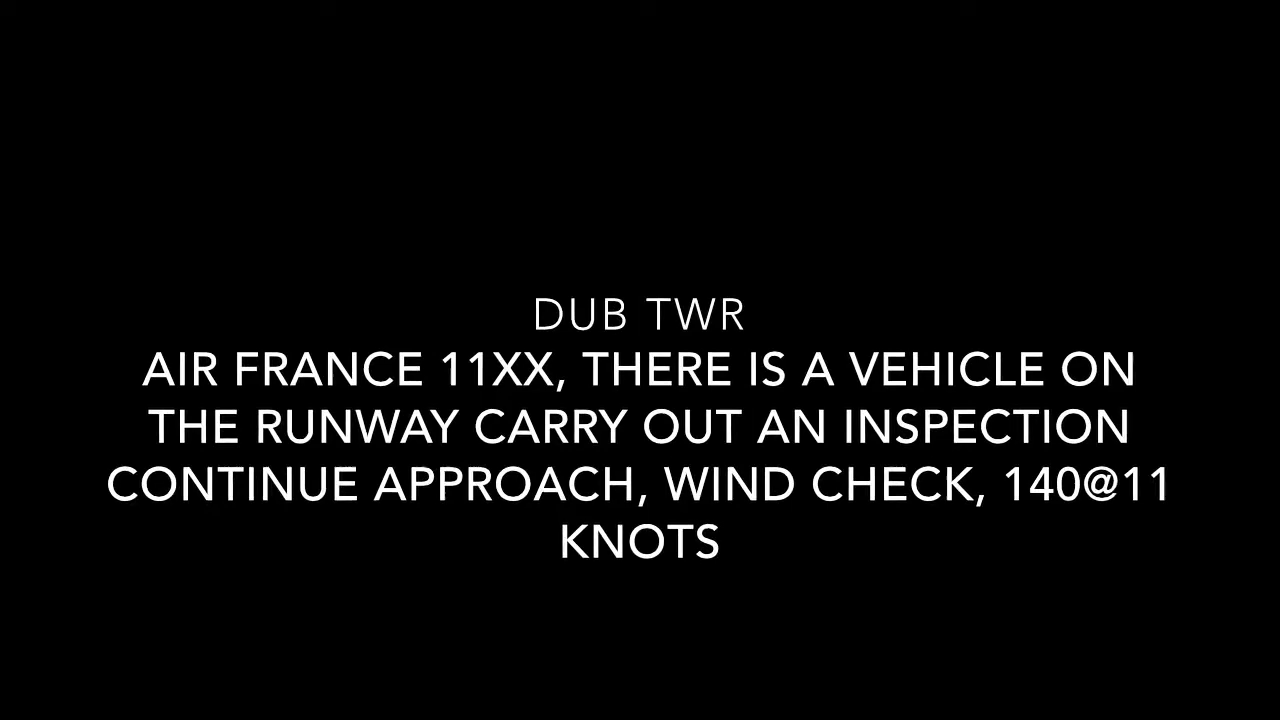 DUB TWR
AIR FRANCE 11XX, THERE IS A VEHICLE ON
THE RUNWAY CARRY OUT AN INSPECTION
CONTINUE APPROACH, WIND CHECK, 140@11
KNOTS